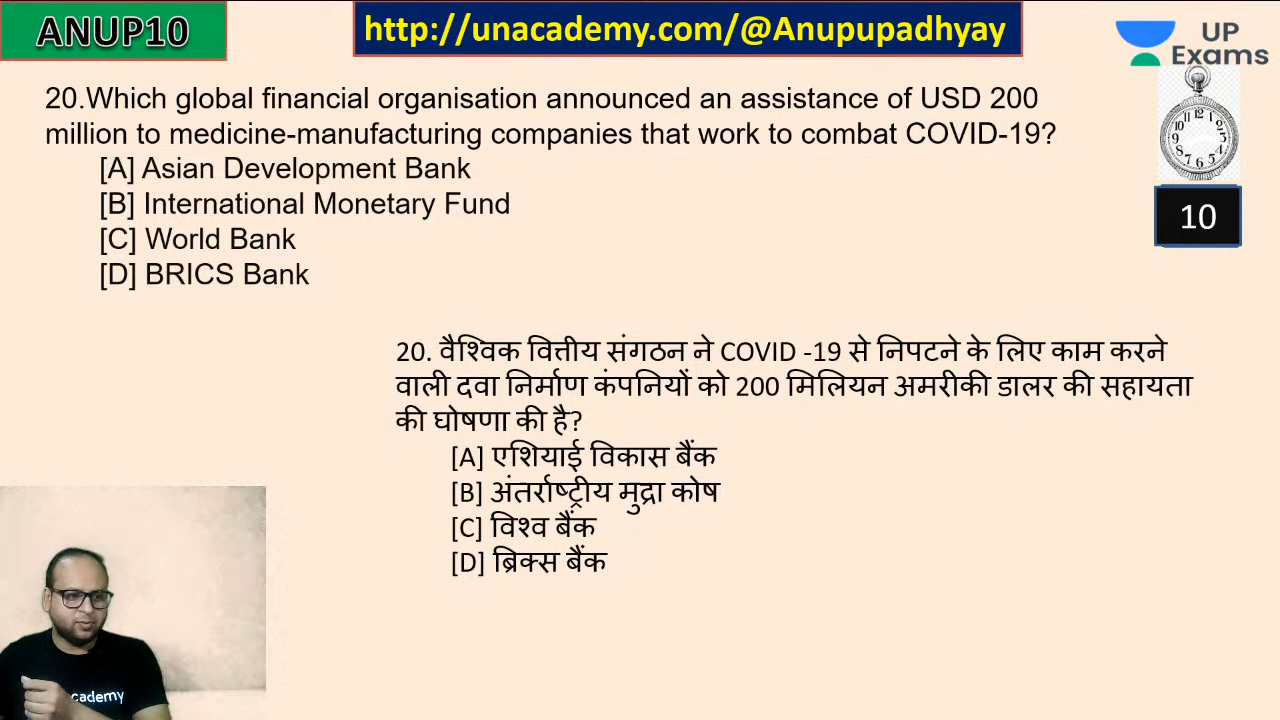 ANUP10
http://unacademy.com/@Anupupadhyay
UP
Exams
20.Which global financial organisation announced an assistance of USD 200
million to medicine-manufacturing companies that work to combat COVID-19?
[A] Asian Development Bank
[B] International Monetary Fund
[C] World Bank
[D] BRICS Bank
10
20. वैश्विक वित्तीय संगठन ने COVID -19 से निपटने के लिए काम करने
वाली दवा निर्माण कंपनियों को 200 मिलियन अमरीकी डालर की सहायता
की घोषणा की है?
[A] एशियाई विकास बैंक
[B] अंतर्राष्ट्रीय मुद्रा कोष
[C] विश्व बैंक
[D] ब्रिक्स बैंक
cademy